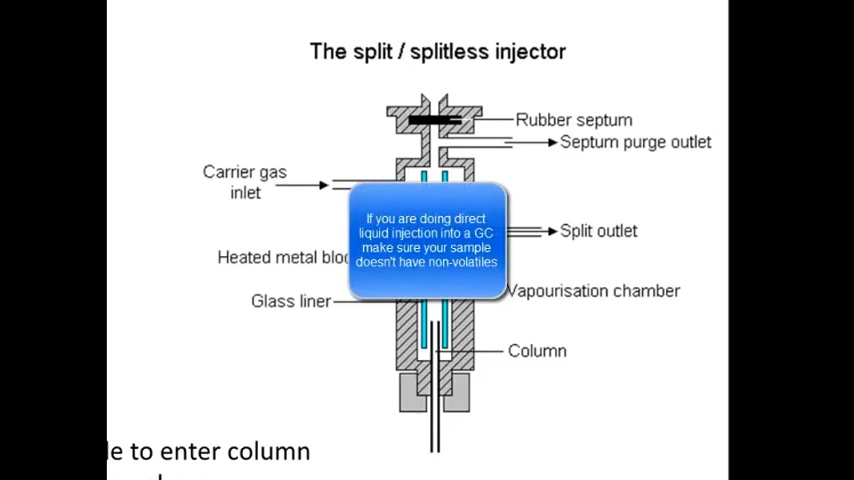 The split / splitless injector
Rubber septum
Septum purge outlet
Carrier gas
inlet
If you are doing direct
liquid injection into a GC
make sure your sample
doesn't have non-volatiles
Split outlet
Heated metal
Vapourisation chamber
Glass liner
Column
to enter column